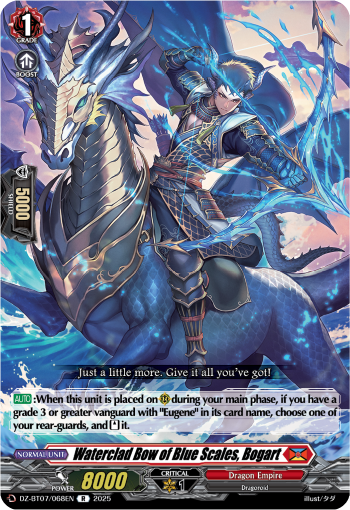 1
GRADE
BOOST
5000
SHIELD
Just a little more. Give it all you've got!
AUTO:When this unit is placed on R during your main phase, if you have a
grade 3 or greater vanguard with "Eugene" in its card name, choose one of
your rear-guards, and it.
NORMAL UNIT
Waterclad Bow of Blue Scales, Bogart
POWER
8000
CRITICAL
1
Dragon Empire
Dragoroid
DZ-BT07/068EN R 2025
illust/タダ